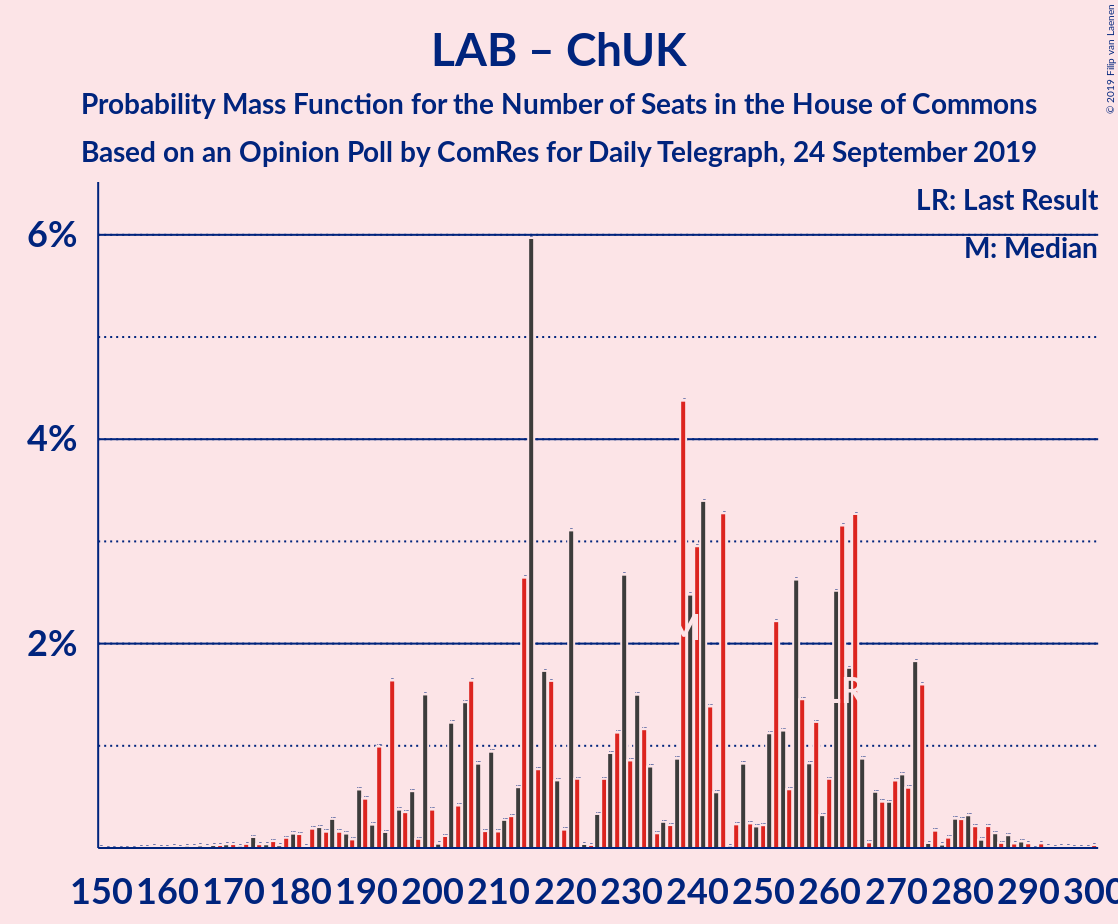 LAB – ChUK
Probability Mass Function for the Number of Seats in the House of Commons
Based on an Opinion Poll by ComRes for Daily Telegraph, 24 September 2019
© 2019 Filip van Laenen
LR: Last Result
M: Median
6%
4%
2%
M
LR
150 160 170 180 190 200 210 220 230 240 250 260 270 280 290 300